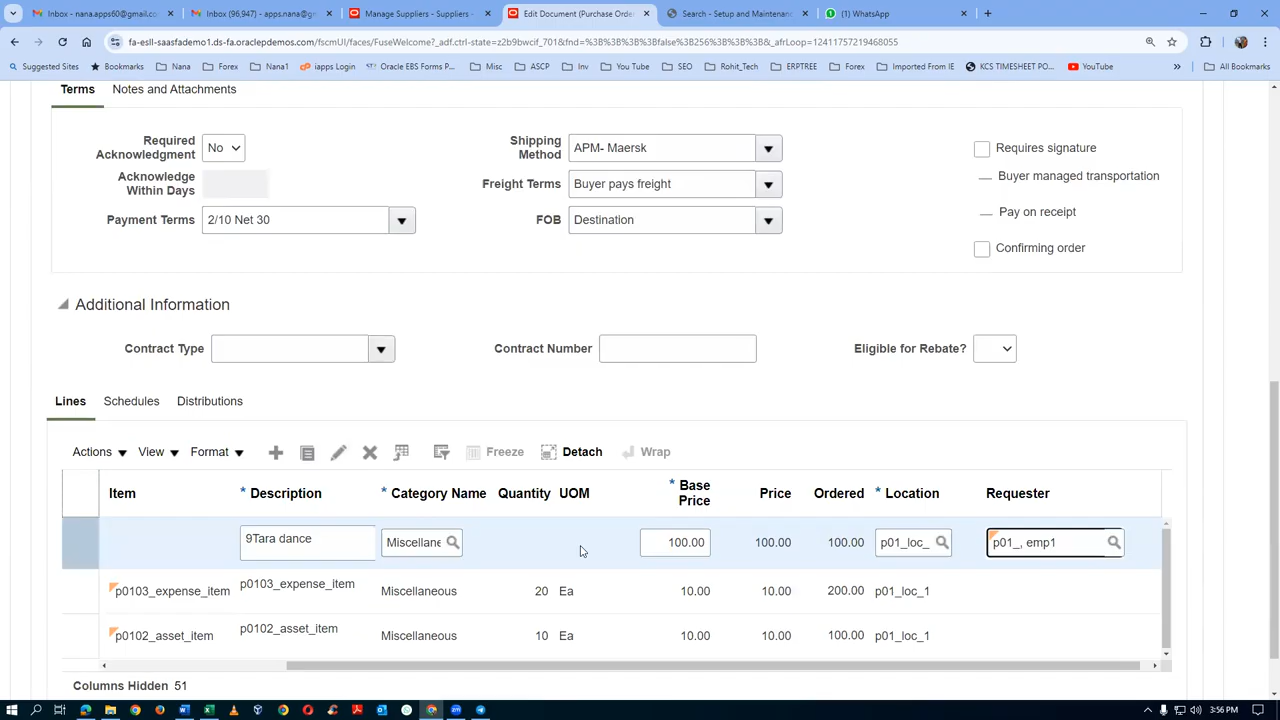 Inbox - nana.apps60@gmail.co
Inbox (96,947) - apps.nana@g
Manage Suppliers - Suppliers -
Edit Document (Purchase Orde
Search - Setup and Maintenanc
(1) WhatsApp
fa-esll-saasfademo1.ds-fa.oraclepdemos.com/fscmUI/faces/FuseWelcome?_adf.ctrl-state=z2b9bwcif_701&fnd=%3B%3B%3B%3Bfalse%3B256%3B%3B%3B&_afrLoop=12411757219468055
Suggested Sites
Bookmarks
Nana
Forex
Nana1
iapps Login
Oracle EBS Forms P...
Misc
ASCP
Inv
You Tube
SEO
Rohit_Tech
ERPTREE
Forex
Imported From IE
KCS TIMESHEET PO...
YouTube
All Bookmarks
Terms Notes and Attachments
Required Acknowledgment No
Acknowledge Within Days
Payment Terms 2/10 Net 30
Shipping Method APM- Maersk
Freight Terms Buyer pays freight
FOB Destination
Requires signature
Buyer managed transportation
Pay on receipt
Confirming order
Additional Information
Contract Type
Contract Number
Eligible for Rebate?
Lines Schedules Distributions
Actions View Format Freeze Detach Wrap
Item * Description * Category Name Quantity UOM * Base Price Price Ordered * Location Requester
9Tara dance Miscellane 100.00 100.00 100.00 p01_loc_ p01_, emp1
p0103_expense_item p0103_expense_item Miscellaneous 20 Ea 10.00 10.00 200.00 p01_loc_1
p0102_asset_item p0102_asset_item Miscellaneous 10 Ea 10.00 10.00 100.00 p01_loc_1
Columns Hidden 51
3:56 PM